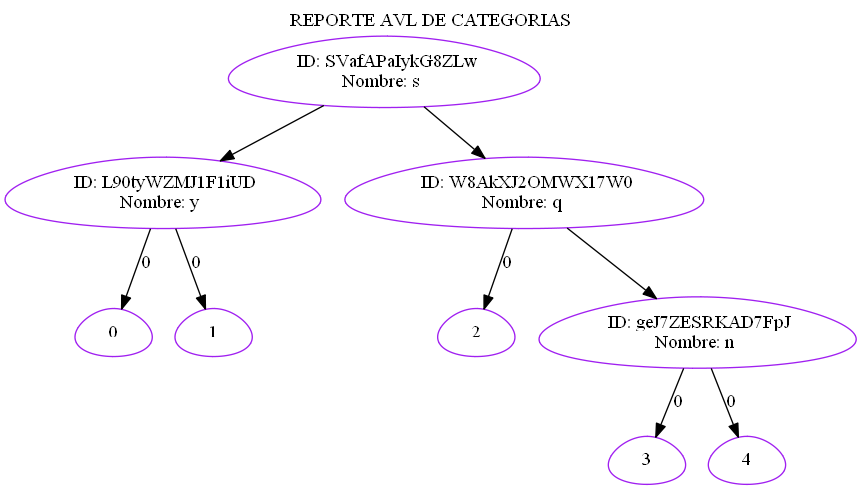 REPORTE AVL DE CATEGORIAS
ID: SVafAPaIykG8ZLw
Nombre: s
ID: L90tyWZMJ1F1iUD
Nombre: y
ID: W8AkXJ2OMWX17W0
Nombre: q
0
0
0
0
1
2
ID: geJ7ZESRKAD7FpJ
Nombre: n
0
0
3
4